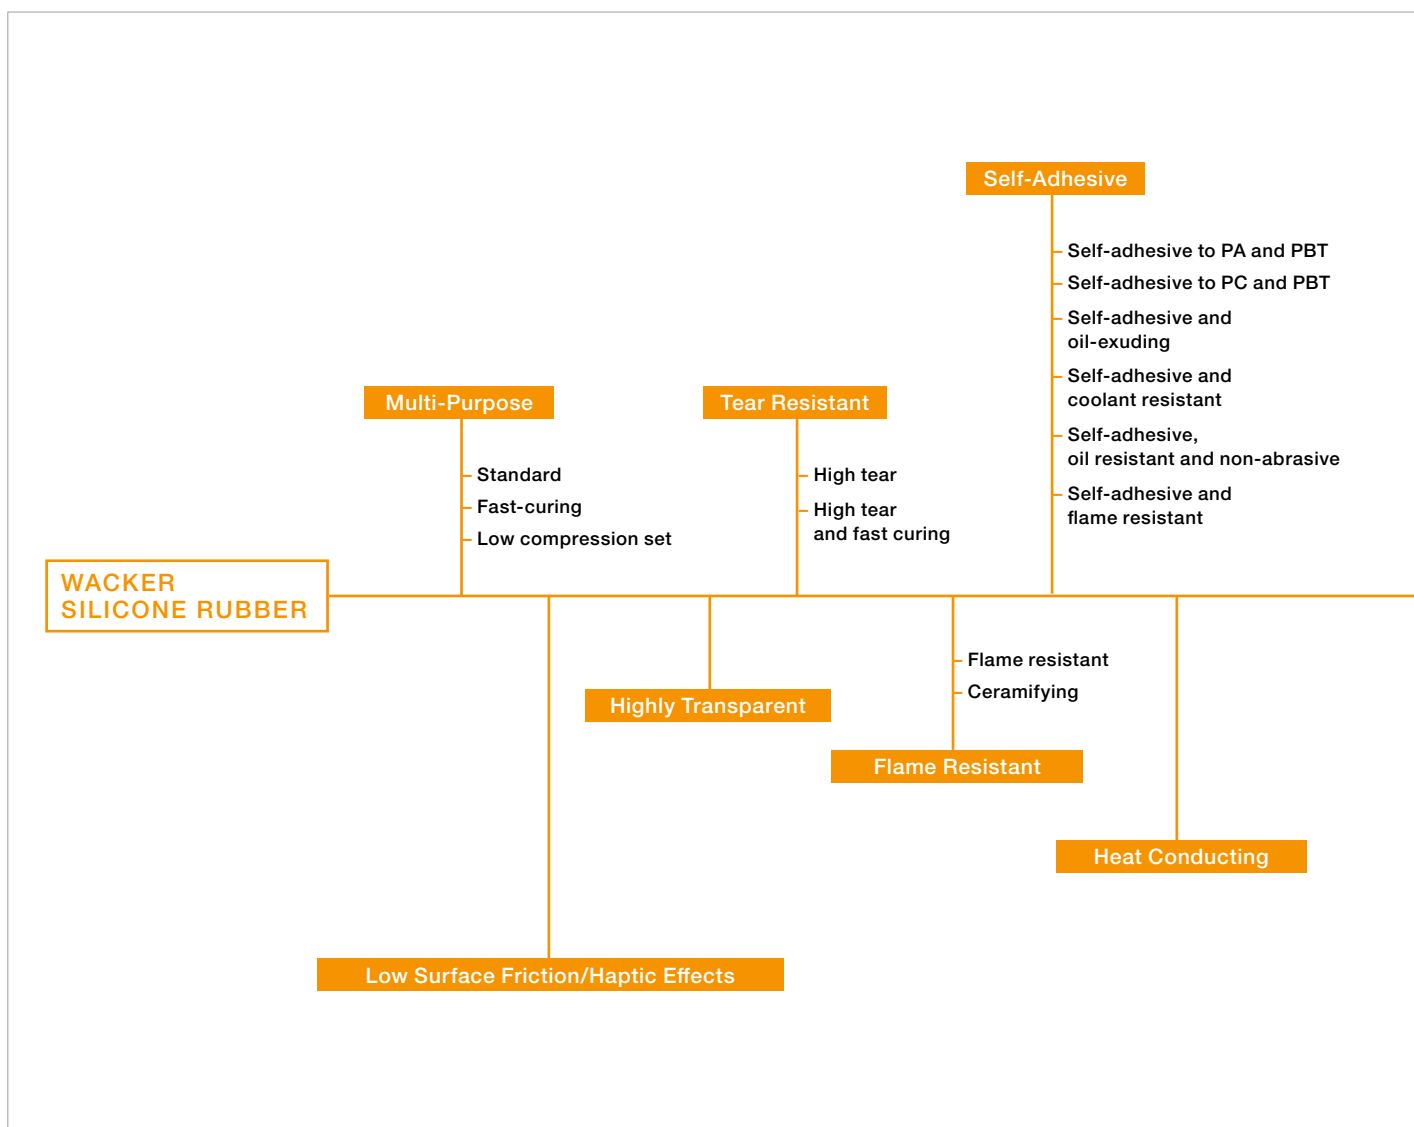 Self-Adhesive
Self-adhesive to PA and PBT
Self-adhesive to PC and PBT
Self-adhesive and
oil-exuding
Self-adhesive and
coolant resistant
Self-adhesive,
oil resistant and non-abrasive
Self-adhesive and
flame resistant
Multi-Purpose
Standard
Fast-curing
Low compression set
Tear Resistant
High tear
High tear
and fast curing
WACKER
SILICONE RUBBER
Flame resistant
Ceramifying
Highly Transparent
Flame Resistant
Heat Conducting
Low Surface Friction/Haptic Effects